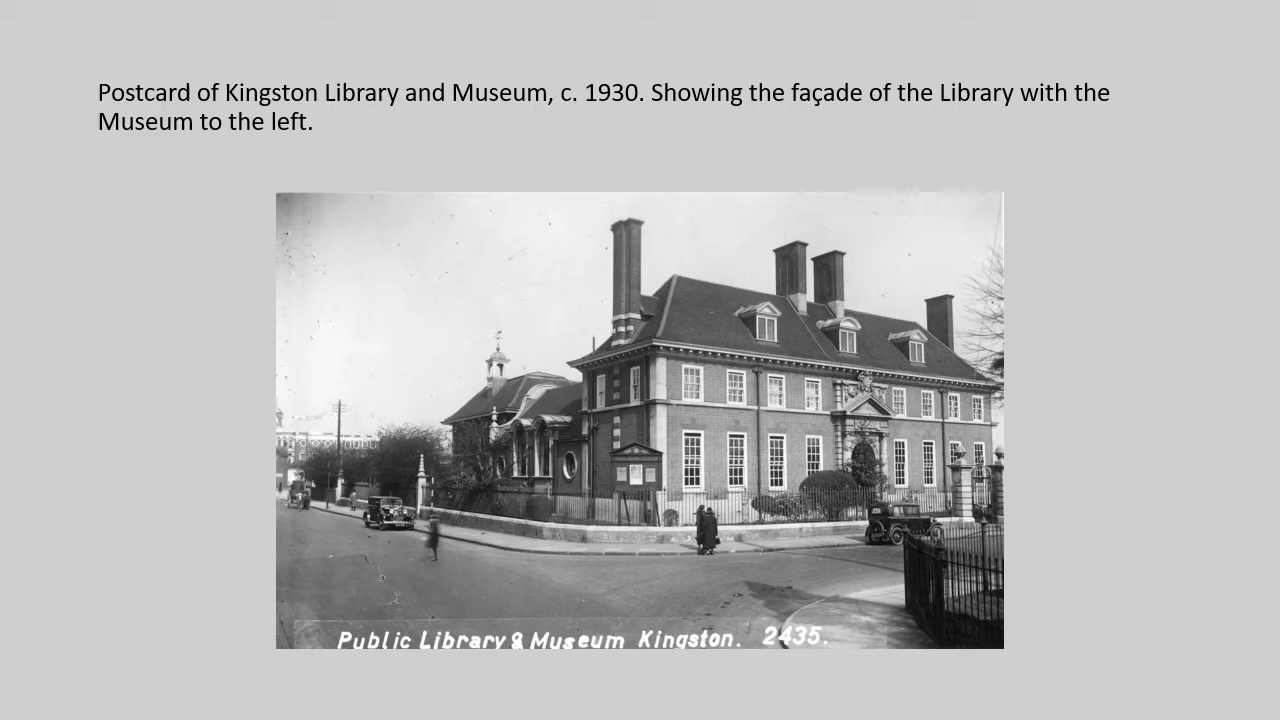 Postcard of Kingston Library and Museum, c. 1930. Showing the façade of the Library with the
Museum to the left.
Public Library & Museum Kingston. 2435.